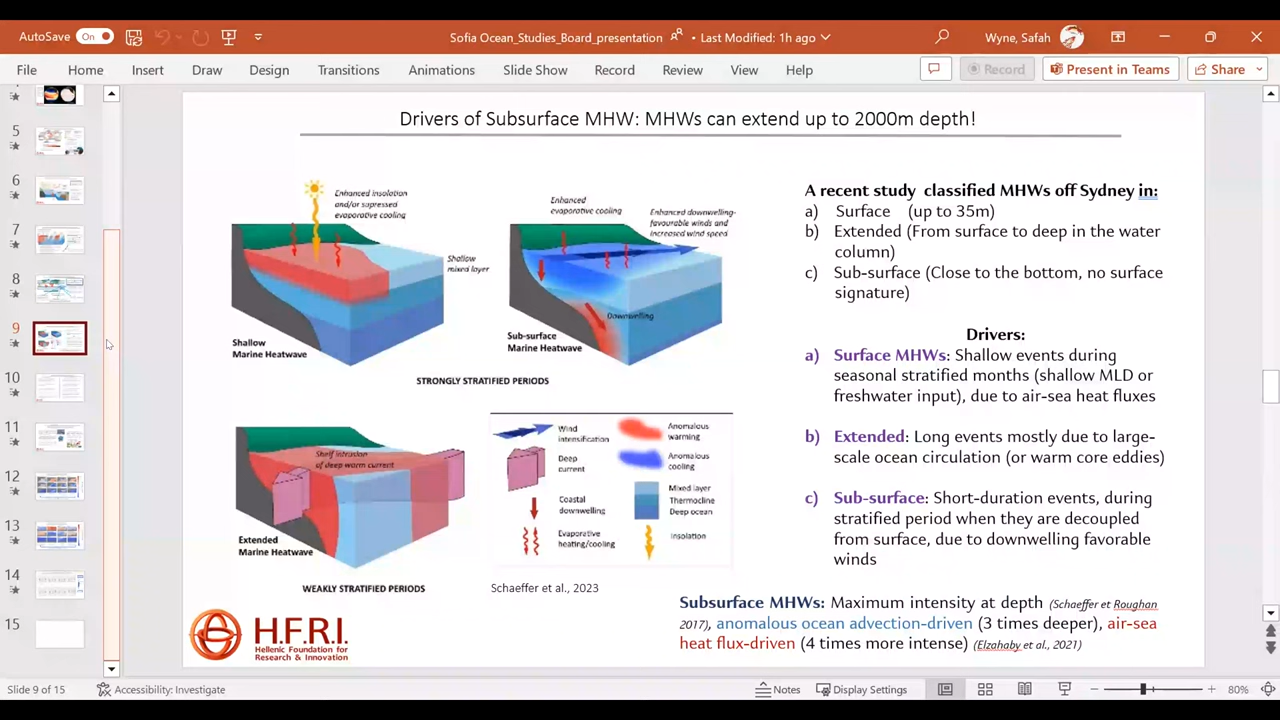 AutoSave
On
Sofia Ocean_Studies_Board_presentation
• Last Modified: 1h ago
Wyne, Safah
File
Home
Insert
Draw
Design
Transitions
Animations
Slide Show
Record
Review
View
Help
Record
Present in Teams
Share
5
6
8
9
10
11
12
13
14
15
Drivers of Subsurface MHW: MHWs can extend up to 2000m depth!
Enhanced insolation
and/or supressed
evaporative cooling
Shallow
mixed layer
Shallow
Marine Heatwave
Enhanced
evaporative cooling
Enhanced downwelling-
favourable winds and
increased wind speed
Downwelling
Sub-surface
Marine Heatwave
STRONGLY STRATIFIED PERIODS
Shelf intrusion
of deep warm current
Extended
Marine Heatwave
WEAKLY STRATIFIED PERIODS
Wind
intensification
Deep
current
Coastal
downwelling
Evaporative
heating/cooling
Anomalous
warming
Anomalous
cooling
Mixed layer
Thermocline
Deep ocean
Insolation
Schaeffer et al., 2023
A recent study classified MHWs off Sydney in:
a) Surface (up to 35m)
b) Extended (From surface to deep in the water
column)
c) Sub-surface (Close to the bottom, no surface
signature)
Drivers:
a) Surface MHWs: Shallow events during
seasonal stratified months (shallow MLD or
freshwater input), due to air-sea heat fluxes
b) Extended: Long events mostly due to large-
scale ocean circulation (or warm core eddies)
c) Sub-surface: Short-duration events, during
stratified period when they are decoupled
from surface, due to downwelling favorable
winds
Subsurface MHWs: Maximum intensity at depth (Schaeffer et Roughan
2017), anomalous ocean advection-driven (3 times deeper), air-sea
heat flux-driven (4 times more intense) (Elzahaby et al., 2021)
H.F.R.I.
Hellenic Foundation for
Research & Innovation
Slide 9 of 15
Accessibility: Investigate
Notes
Display Settings
80%